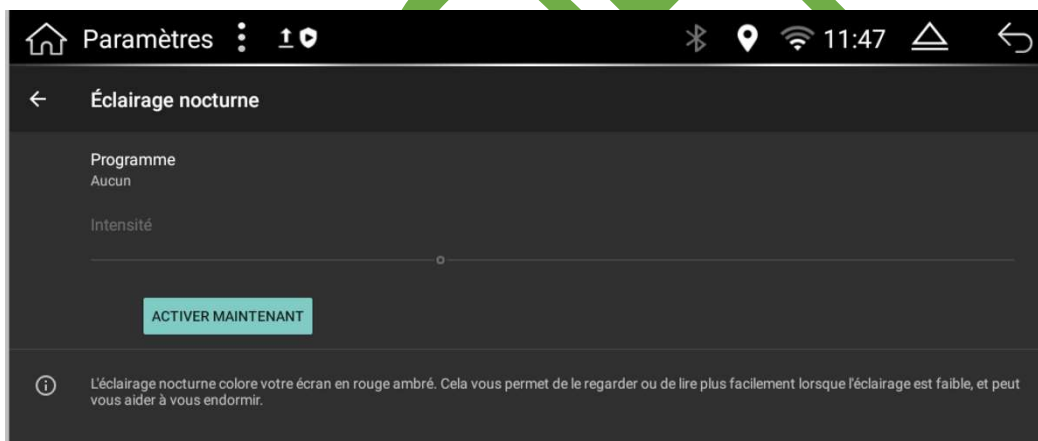 Paramètres
11:47
Éclairage nocturne
Programme
Aucun
Intensité
ACTIVER MAINTENANT
L'éclairage nocturne colore votre écran en rouge ambré. Cela vous permet de le regarder ou de lire plus facilement lorsque l'éclairage est faible, et peut
vous aider à vous endormir.